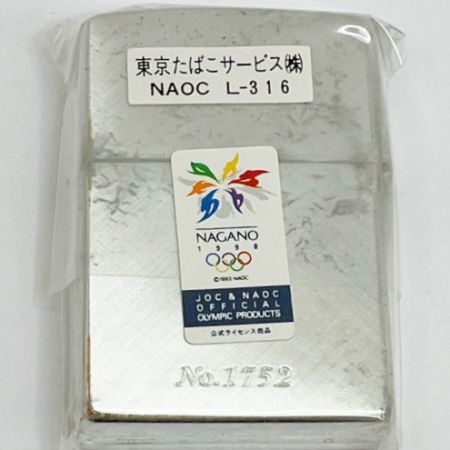 東京たばこサービス㈱
NAOC L-316
NAGANO
1998
©1993 NAOC
JOC & NAOC
OFFICIAL
OLYMPIC PRODUCTS
公式ライセンス商品
No.1752